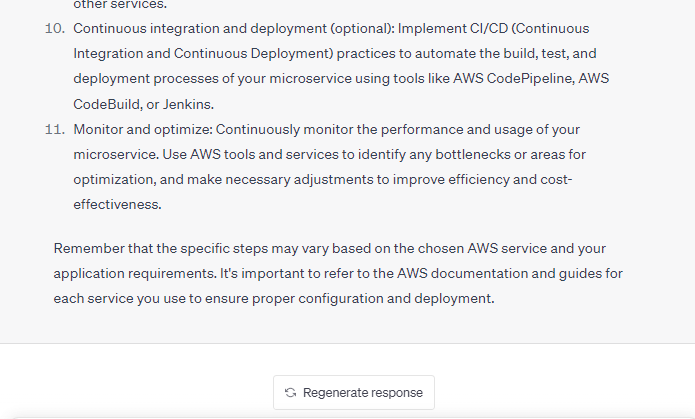 other services.
10. Continuous integration and deployment (optional): Implement CI/CD (Continuous
Integration and Continuous Deployment) practices to automate the build, test, and
deployment processes of your microservice using tools like AWS CodePipeline, AWS
CodeBuild, or Jenkins.
11. Monitor and optimize: Continuously monitor the performance and usage of your
microservice. Use AWS tools and services to identify any bottlenecks or areas for
optimization, and make necessary adjustments to improve efficiency and cost-
effectiveness.
Remember that the specific steps may vary based on the chosen AWS service and your
application requirements. It's important to refer to the AWS documentation and guides for
each service you use to ensure proper configuration and deployment.
Regenerate response